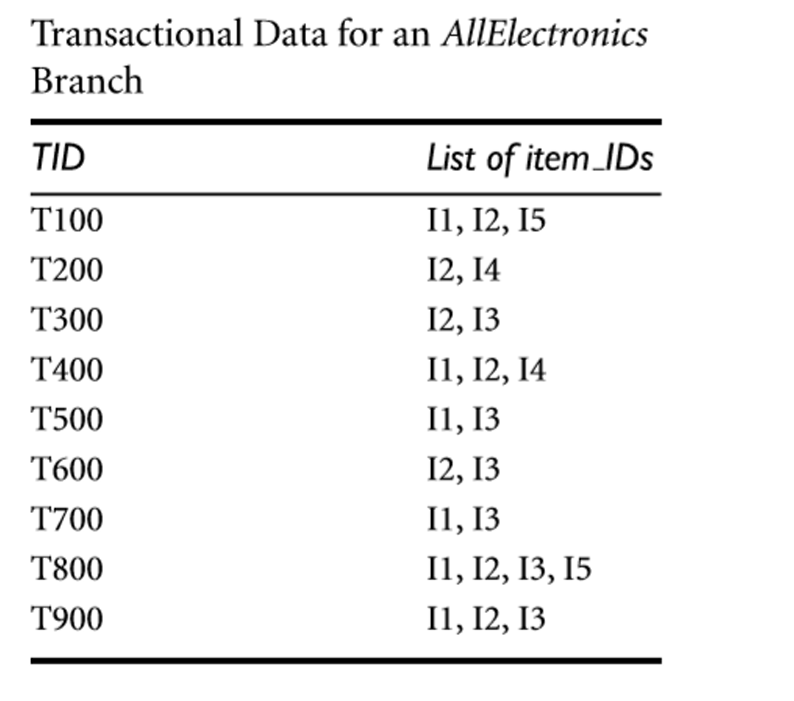 Transactional Data for an AllElectronics
Branch
TID List of item_IDs
T100 I1, I2, I5
T200 I2, I4
T300 I2, I3
T400 I1, I2, I4
T500 I1, I3
T600 I2, I3
T700 I1, I3
T800 I1, I2, I3, I5
T900 I1, I2, I3